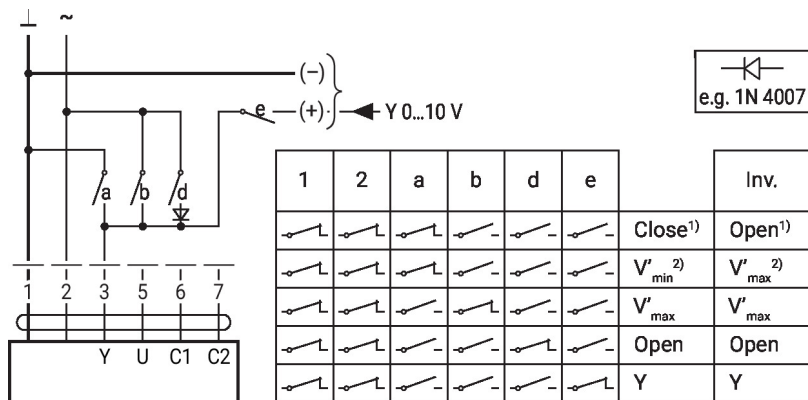 ⊥ ~
(–)
e (+) Y 0...10 V
e.g. 1N 4007
a b d
1 2 3 5 6 7
Y U C1 C2
1 2 a b d e Inv.
Close¹⁾ Open¹⁾
V'min²⁾ V'max²⁾
V'max V'max
Open Open
Y Y